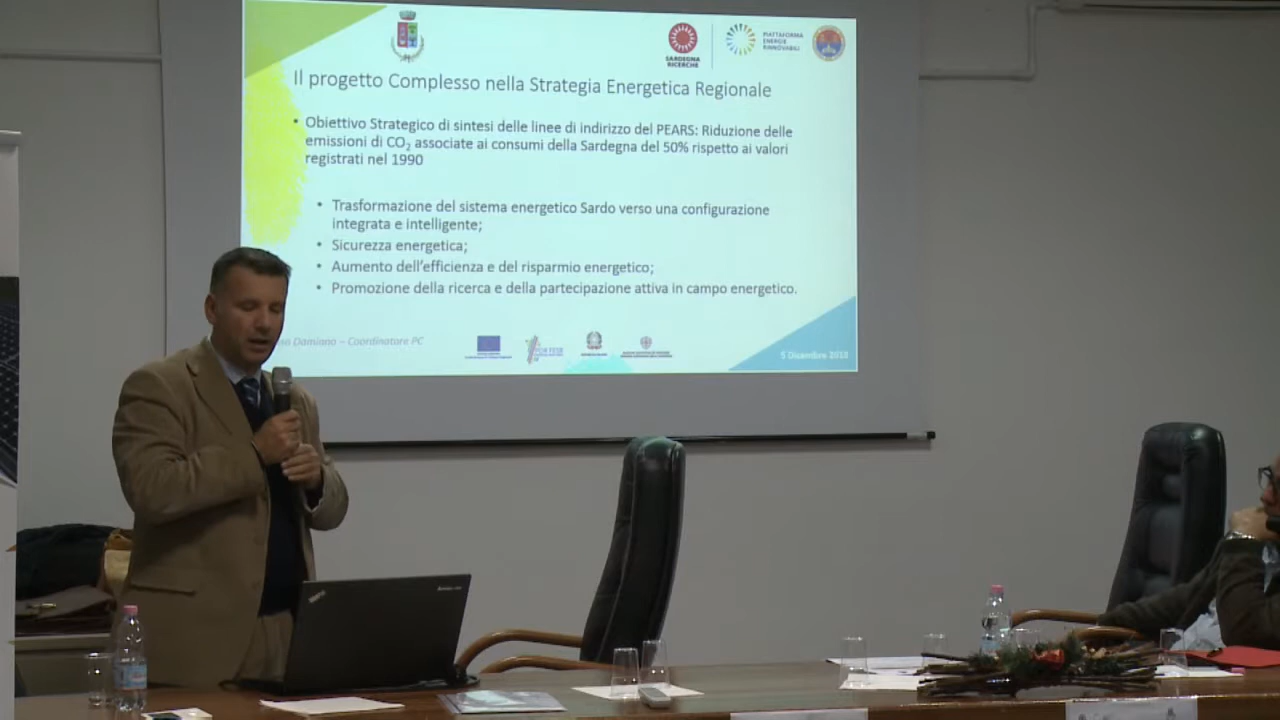 SARDEGNA
RICERCHE
PIATTAFORMA
ENERGIE
RINNOVABILI
Il progetto Complesso nella Strategia Energetica Regionale
• Obiettivo Strategico di sintesi delle linee di indirizzo del PEARS: Riduzione delle
emissioni di CO₂ associate ai consumi della Sardegna del 50% rispetto ai valori
registrati nel 1990
• Trasformazione del sistema energetico Sardo verso una configurazione
integrata e intelligente;
• Sicurezza energetica;
• Aumento dell'efficienza e del risparmio energetico;
• Promozione della ricerca e della partecipazione attiva in campo energetico.
Damiano – Coordinatore PC
5 Dicembre 2018